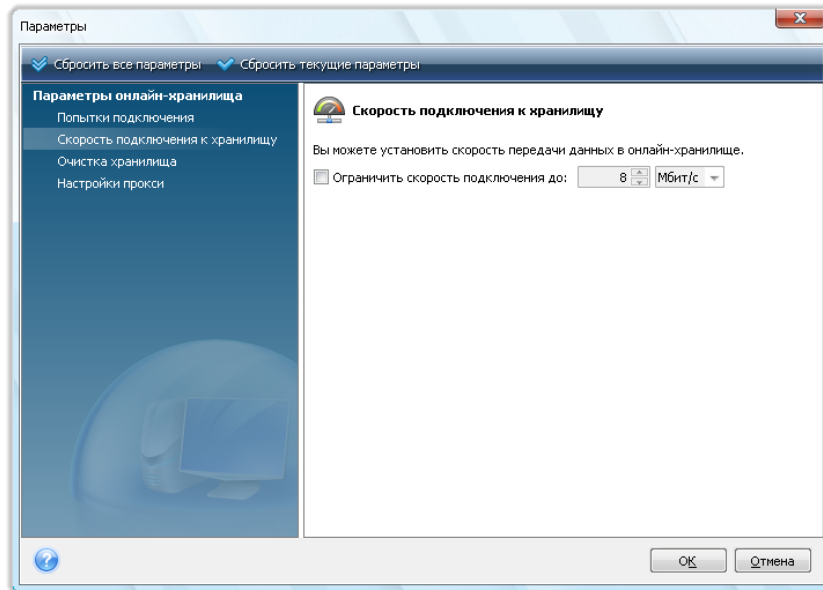 Параметры
Сбросить все параметры Сбросить текущие параметры
Параметры онлайн-хранилища
Попытки подключения
Скорость подключения к хранилищу
Очистка хранилища
Настройки прокси
Скорость подключения к хранилищу
Вы можете установить скорость передачи данных в онлайн-хранилище.
Ограничить скорость подключения до: 8 Мбит/с
ОК Отмена